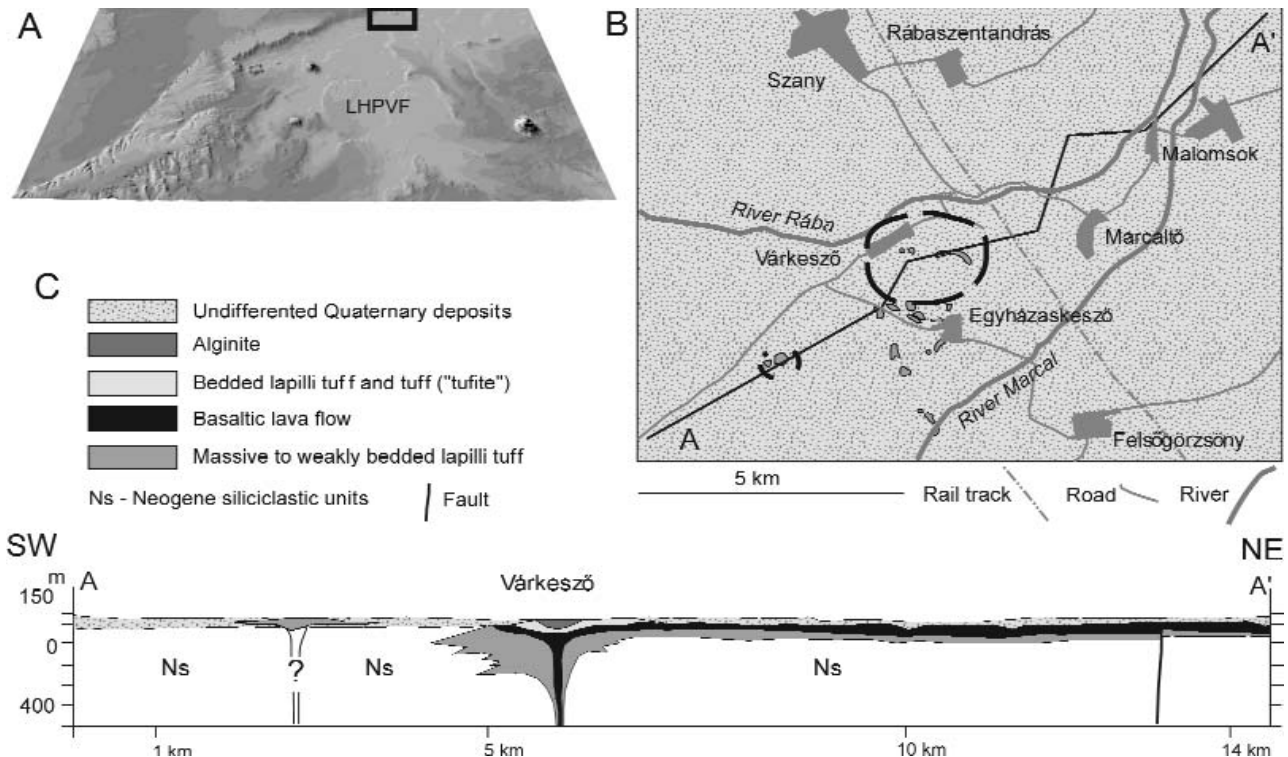 A
LHPVF
B
A'
Rábaszentandrás
Szany
Malomsok
River Rába
Marcaltő
Várkesző
Egyházaskesző
River Marcal
A
Felsőgörzsöny
5 km
Rail track
Road
River
C
Undifferented Quaternary deposits
Alginite
Bedded lapilli tuff and tuff ("tufite")
Basaltic lava flow
Massive to weakly bedded lapilli tuff
Ns - Neogene siliciclastic units
Fault
SW
NE
m
A
Várkesző
A'
150
0
Ns
?
Ns
Ns
400
1 km
5 km
10 km
14 km